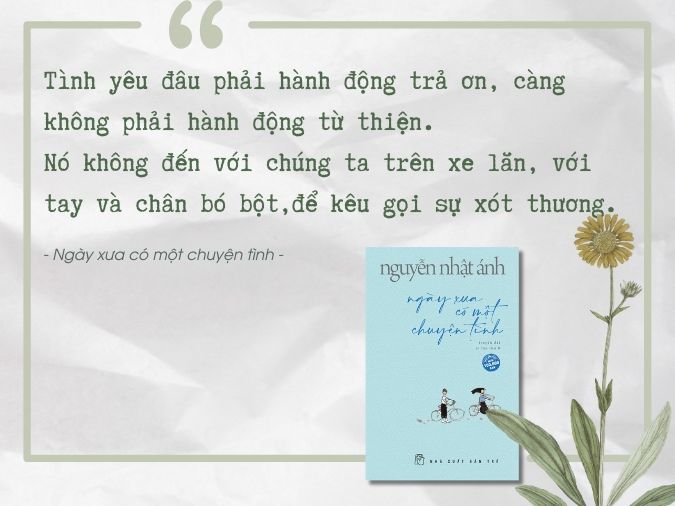 Tình yêu đâu phải hành động trả ơn, càng
không phải hành động từ thiện.
Nó không đến với chúng ta trên xe lăn, với
tay và chân bó bột,để kêu gọi sự xót thương.
- Ngày xưa có một chuyện tình -
nguyễn nhật ánh
ngày xưa
có một
chuyện tình
truyện dài
NHÀ XUẤT BẢN TRẺ